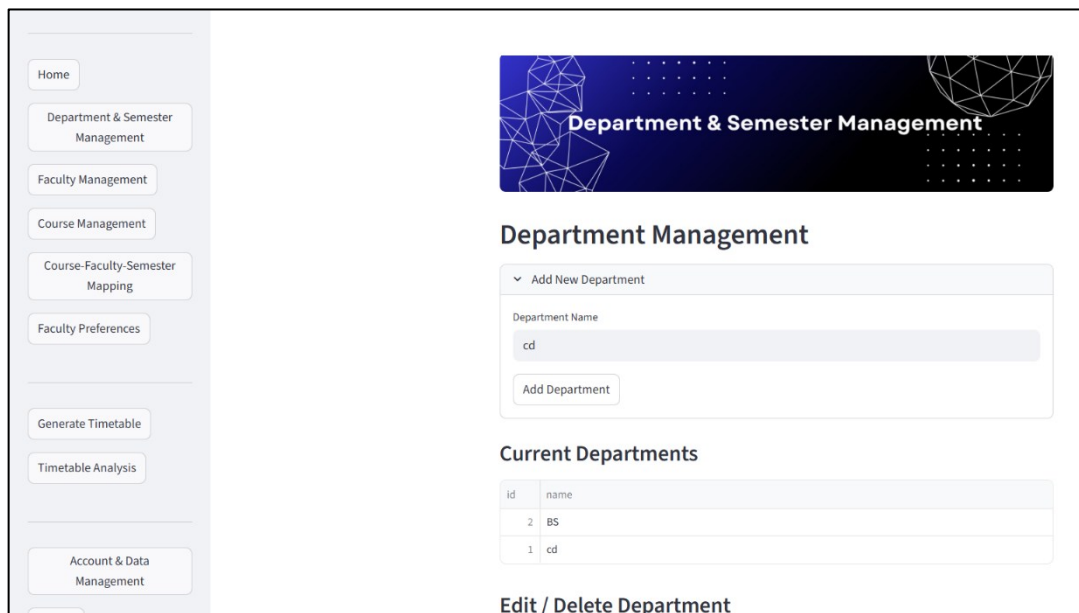 Home
Department & Semester
Management
Faculty Management
Course Management
Course-Faculty-Semester
Mapping
Faculty Preferences
Generate Timetable
Timetable Analysis
Account & Data
Management
Department & Semester Management
Department Management
Add New Department
Department Name
cd
Add Department
Current Departments
id name
2 BS
1 cd
Edit / Delete Department